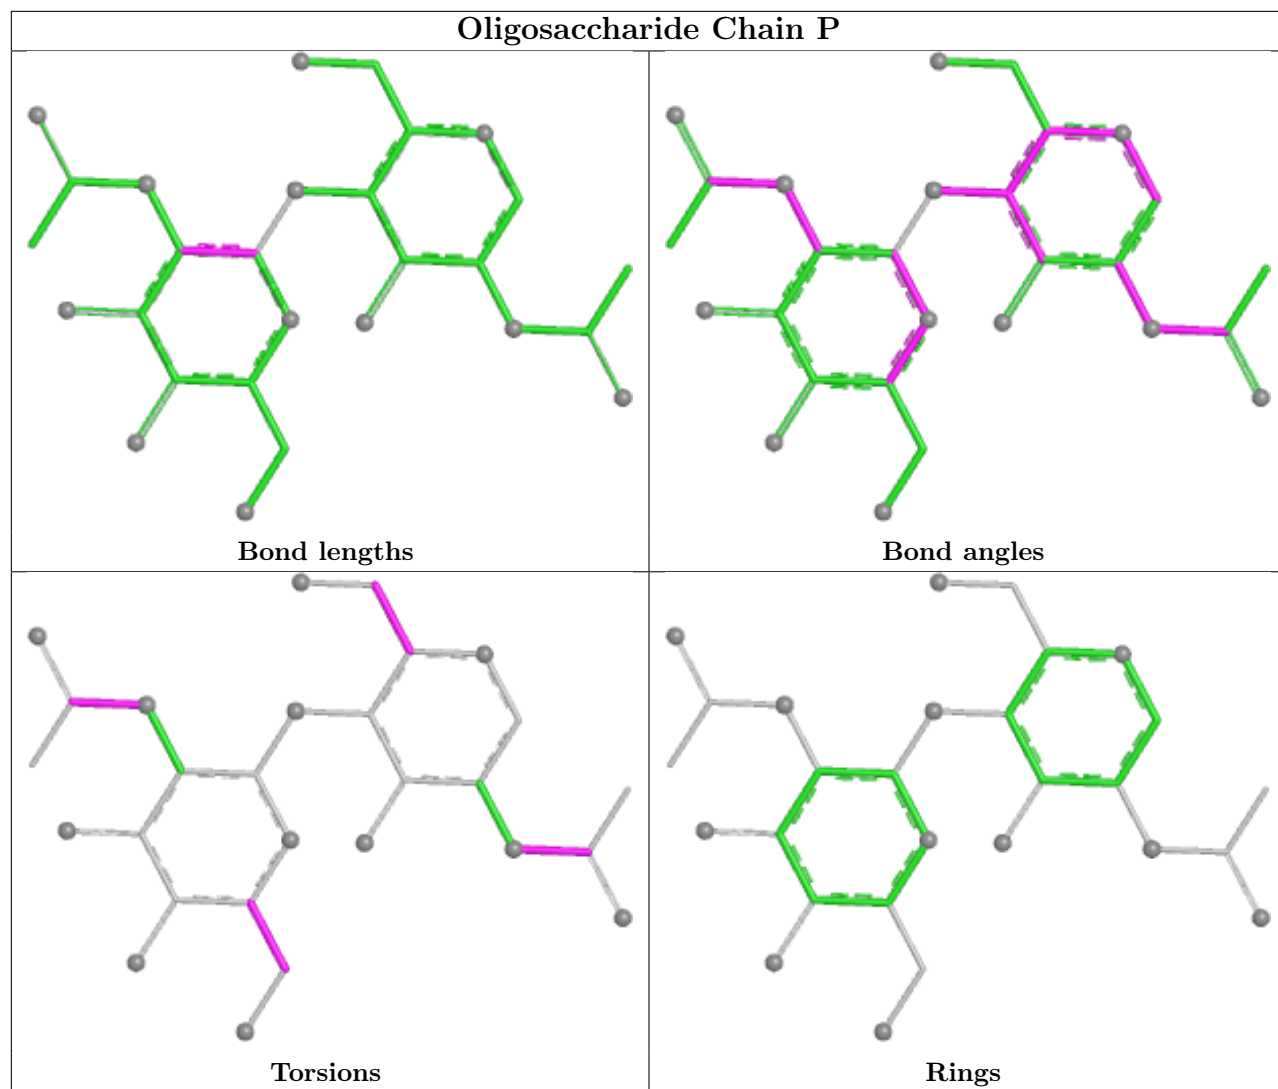 Oligosaccharide Chain P
Bond lengths
Bond angles
Torsions
Rings